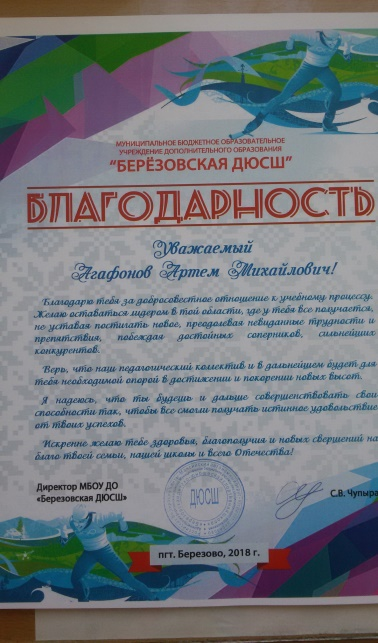 МУНИЦИПАЛЬНОЕ БЮДЖЕТНОЕ ОБРАЗОВАТЕЛЬНОЕ
УЧРЕЖДЕНИЕ ДОПОЛНИТЕЛЬНОГО ОБРАЗОВАНИЯ
"БЕРЁЗОВСКАЯ ДЮСШ"
БЛАГОДАРНОСТЬ
Уважаемый
Агафонов Артем Михайлович!
Благодарю тебя за добросовестное отношение к учебному процессу.
Желаю оставаться лидером в той области, где у тебя все получается,
не уставая постигать новое, преодолевая невиданные трудности и
препятствия, побеждая достойных соперников, сильнейших
конкурентов.
Верь, что наш педагогический коллектив и в дальнейшем будет для
тебя необходимой опорой в достижении и покорении новых высот.
Я надеюсь, что ты будешь и дальше совершенствовать свои
способности так, чтобы все смогли получать истинное удовольствие
от твоих успехов.
Искренне желаю тебе здоровья, благополучия и новых свершений на
благо твоей семьи, нашей школы и всего Отечества!
Директор МБОУ ДО
«Березовская ДЮСШ»
ДЮСШ
С.В. Чупыра
пгт. Березово, 2018 г.